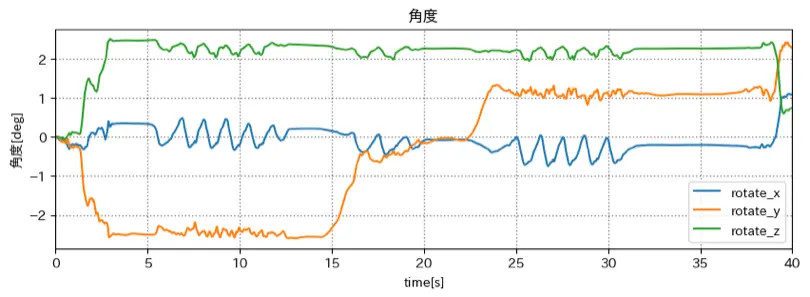 角度
角度[deg]
2
1
0
−1
−2
0
5
10
15
20
25
30
35
40
time[s]
rotate_x
rotate_y
rotate_z